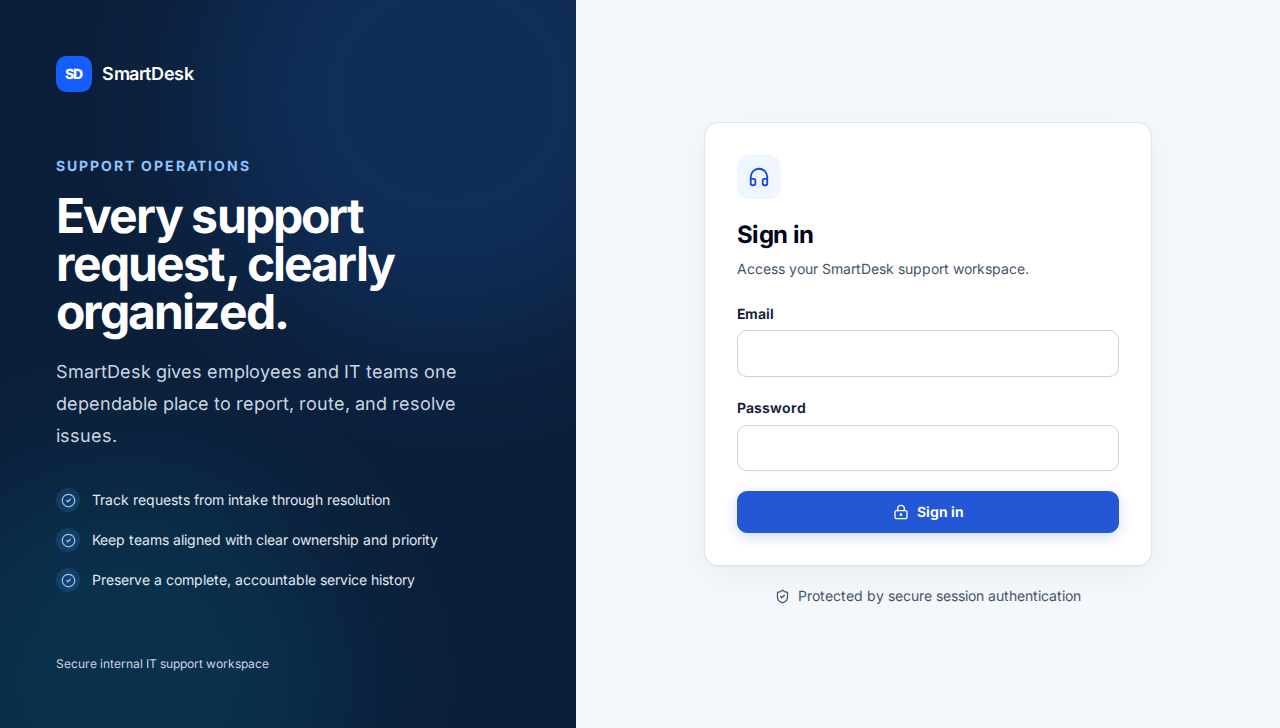 SD SmartDesk
SUPPORT OPERATIONS
Every support
request, clearly
organized.
SmartDesk gives employees and IT teams one
dependable place to report, route, and resolve
issues.
Track requests from intake through resolution
Keep teams aligned with clear ownership and priority
Preserve a complete, accountable service history
Secure internal IT support workspace
Sign in
Access your SmartDesk support workspace.
Email
Password
Sign in
Protected by secure session authentication